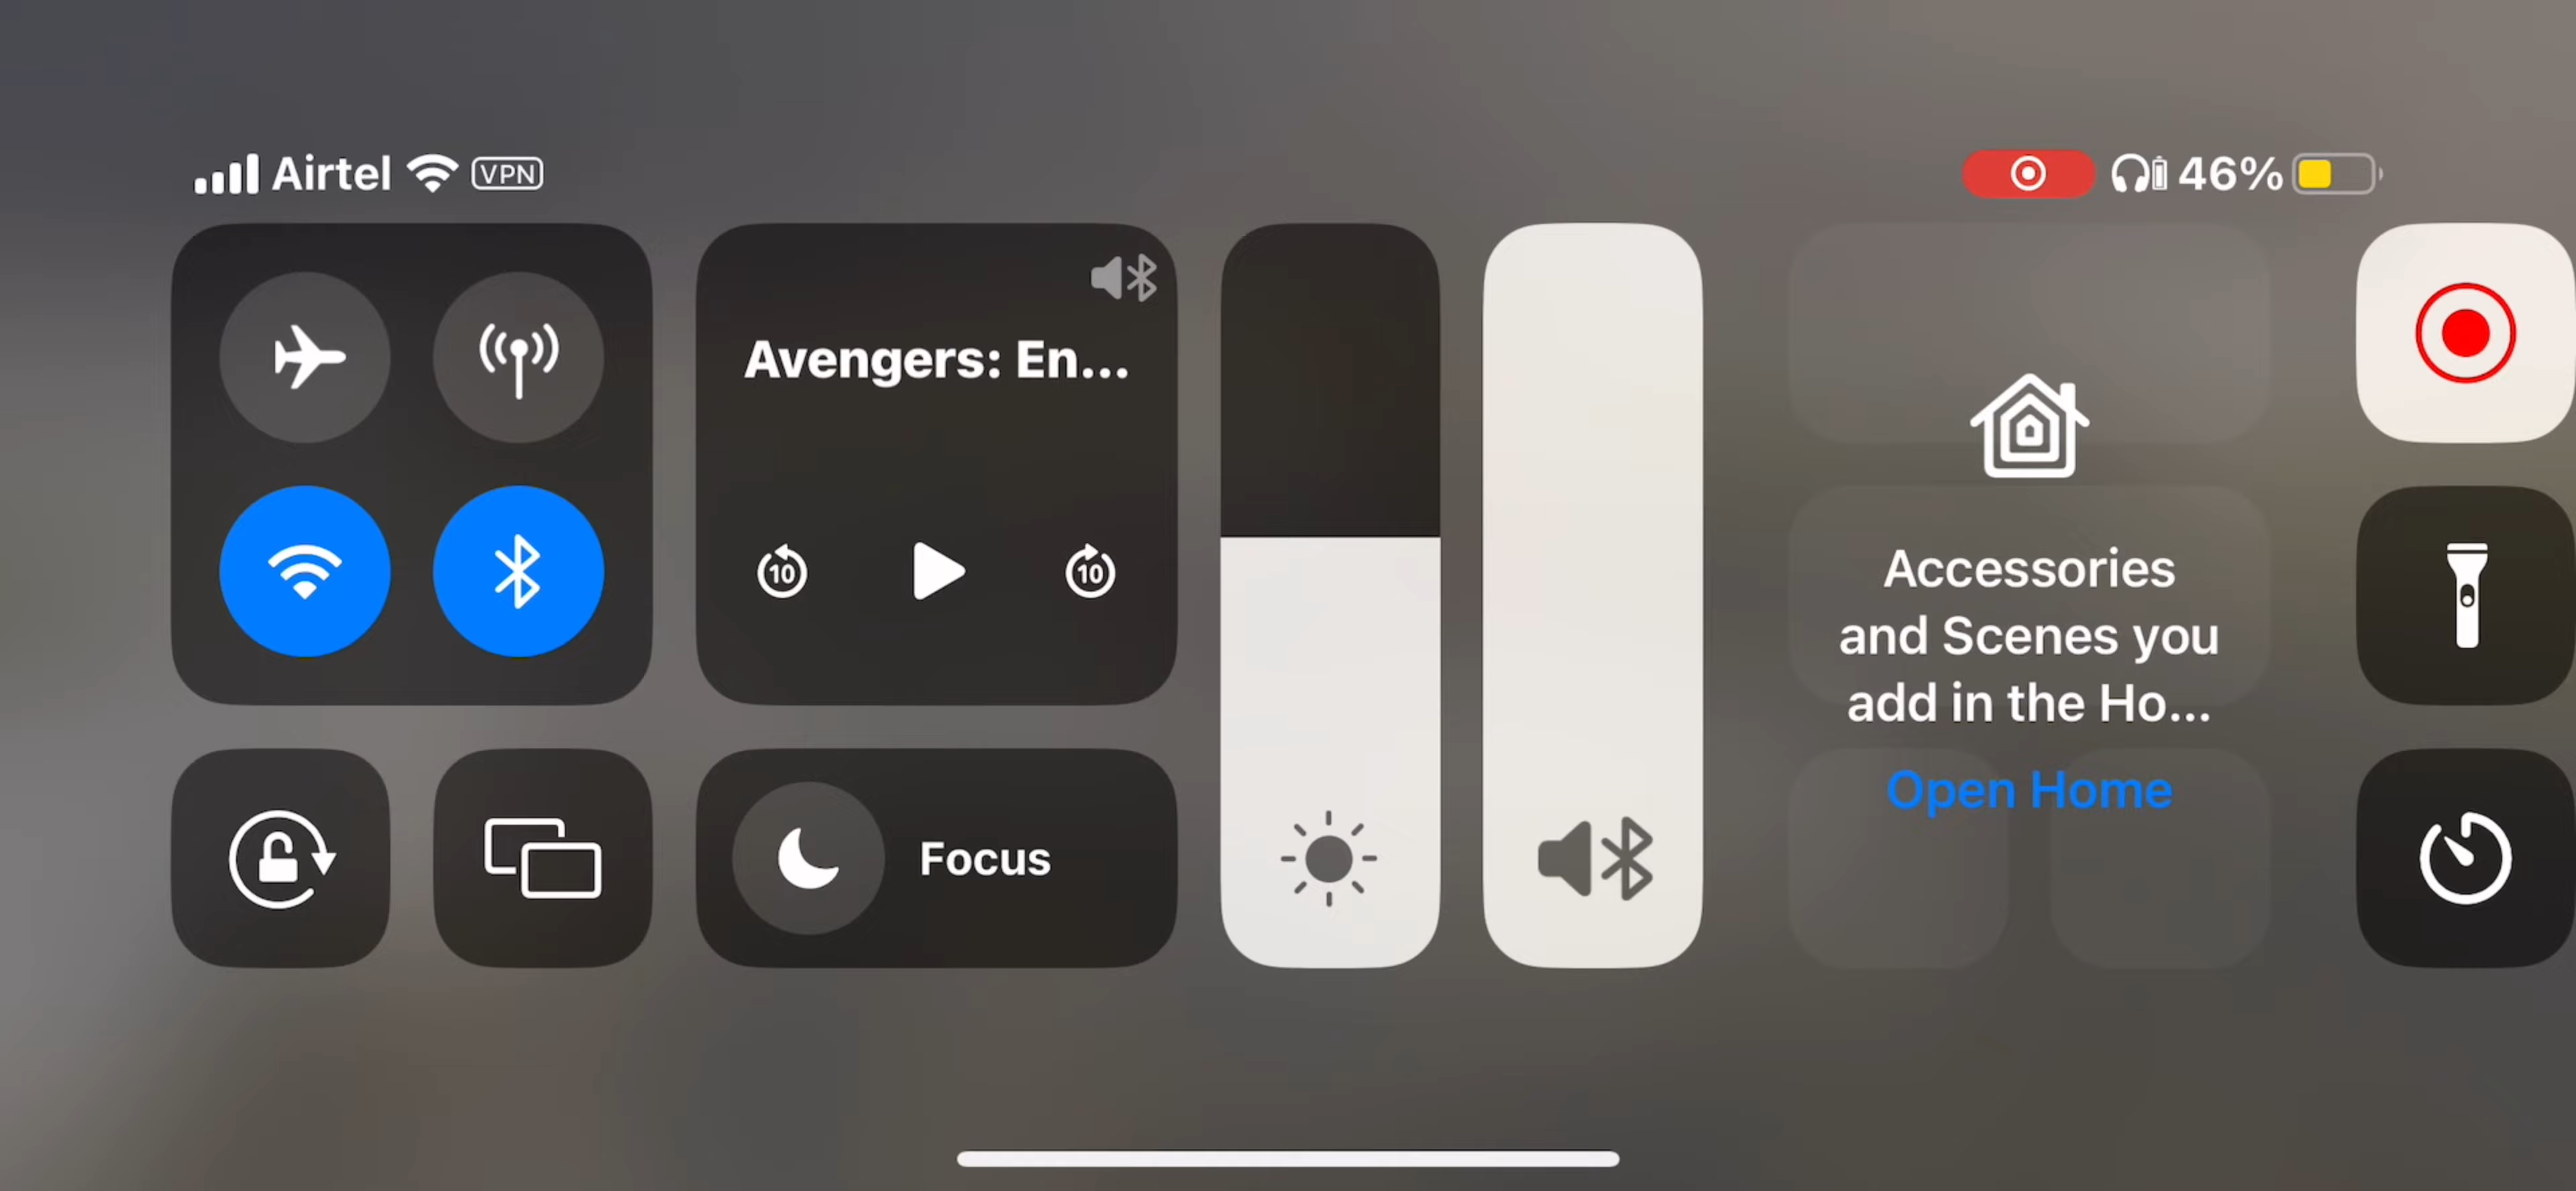 Airtel VPN
46%
Avengers: En...
10
10
Focus
Accessories
and Scenes you
add in the Ho...
Open Home